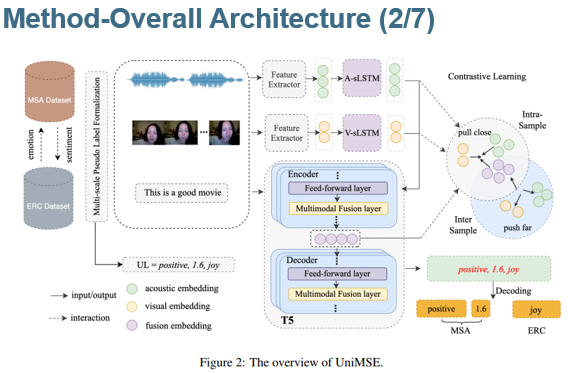 Method-Overall Architecture (2/7)
MSA Dataset
emotion
sentiment
ERC Dataset
Multi-scale Pseudo Label Formalization
This is a good movie
UL = positive, 1.6, joy
Feature
Extractor
A-sLSTM
Feature
Extractor
V-sLSTM
Encoder
Feed-forward layer
Multimodal Fusion layer
Decoder
Feed-forward layer
Multimodal Fusion layer
T5
Contrastive Learning
Intra-
Sample
pull close
Inter
Sample
push far
positive, 1.6, joy
Decoding
positive
1.6
joy
MSA
ERC
input/output
interaction
acoustic embedding
visual embedding
fusion embedding
Figure 2: The overview of UniMSE.